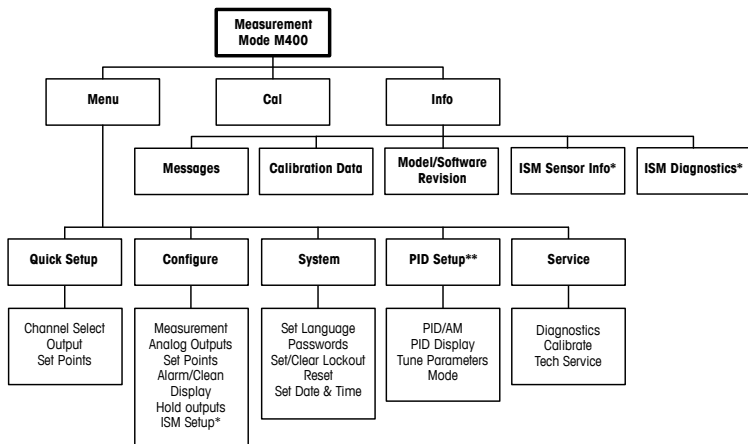 Measurement
Mode M400
Menu
Cal
Info
Messages
Calibration Data
Model/Software
Revision
ISM Sensor Info*
ISM Diagnostics*
Quick Setup
Configure
System
PID Setup**
Service
Channel Select
Output
Set Points
Measurement
Analog Outputs
Set Points
Alarm/Clean
Display
Hold outputs
ISM Setup*
Set Language
Passwords
Set/Clear Lockout
Reset
Set Date & Time
PID/AM
PID Display
Tune Parameters
Mode
Diagnostics
Calibrate
Tech Service